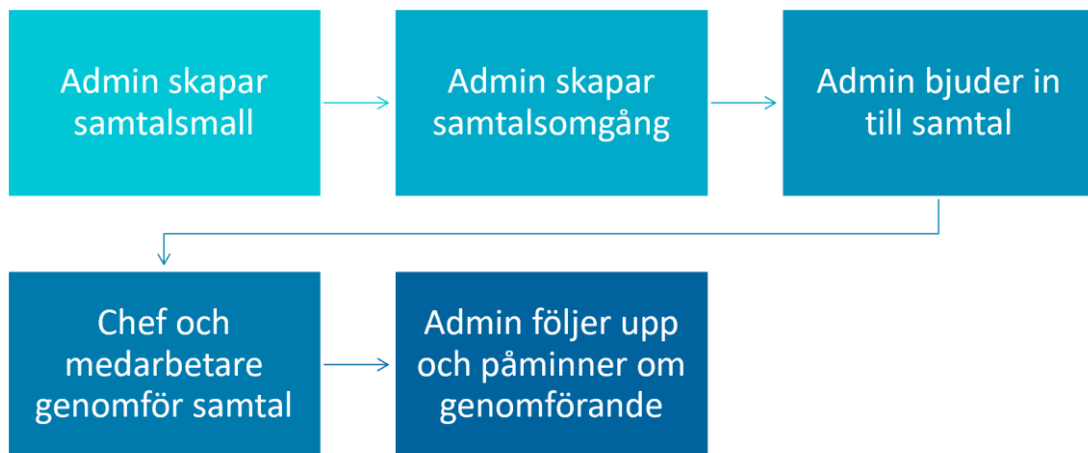 Admin skapar
samtalsmall
Admin skapar
samtalsomgång
Admin bjuder in
till samtal
Chef och
medarbetare
genomför samtal
Admin följer upp
och påminner om
genomförande